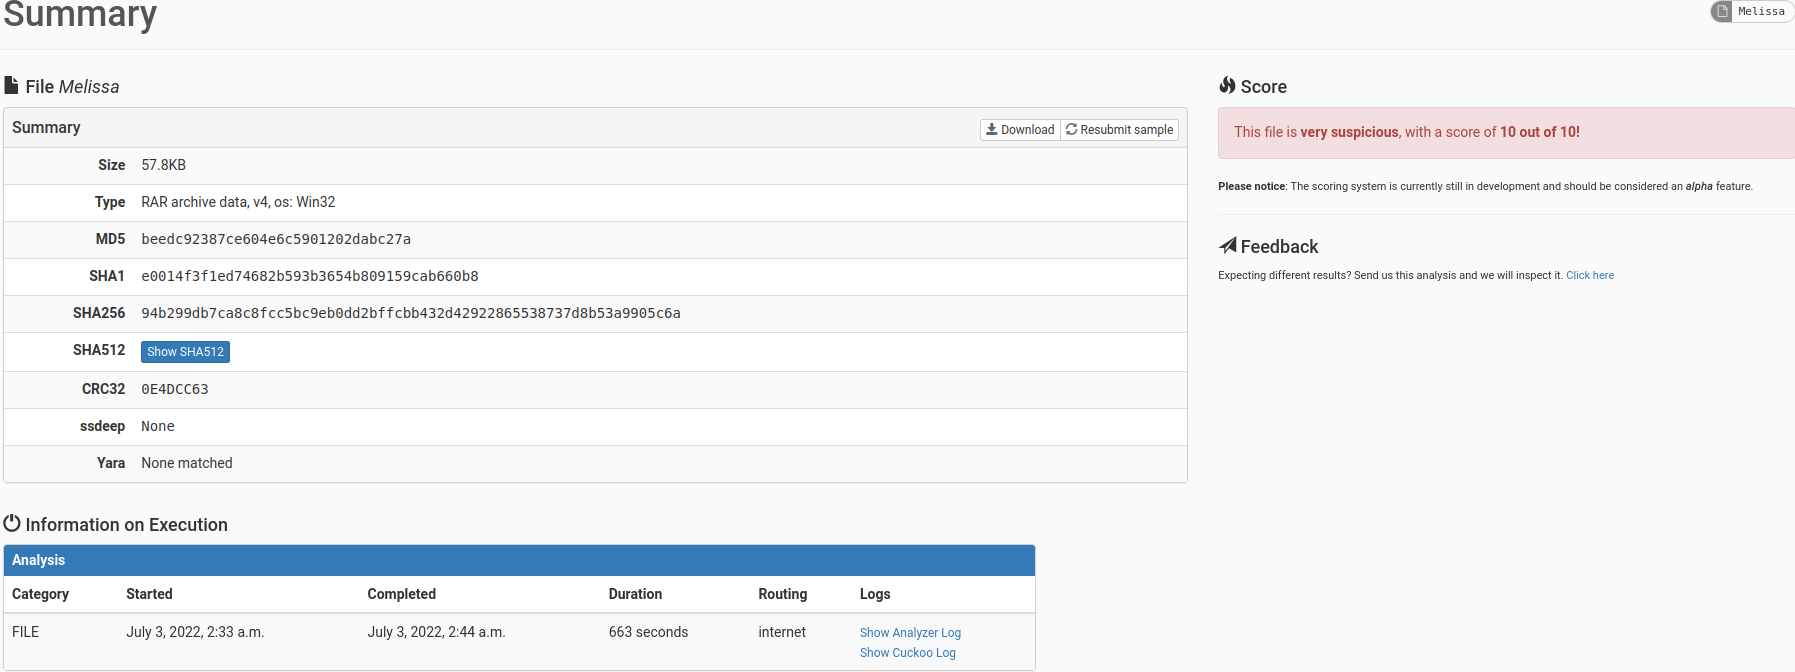 Summary
Melissa
File Melissa
Summary
Download
Resubmit sample
Size 57.8KB
Type RAR archive data, v4, os: Win32
MD5 beedc92387ce604e6c5901202dabc27a
SHA1 e0014f3f1ed74682b593b3654b809159cab660b8
SHA256 94b299db7ca8c8fcc5bc9eb0dd2bffcbb432d42922865538737d8b53a9905c6a
SHA512 Show SHA512
CRC32 0E4DCC63
ssdeep None
Yara None matched
Score
This file is very suspicious, with a score of 10 out of 10!
Please notice: The scoring system is currently still in development and should be considered an alpha feature.
Feedback
Expecting different results? Send us this analysis and we will inspect it. Click here
Information on Execution
Analysis
Category Started Completed Duration Routing Logs
FILE July 3, 2022, 2:33 a.m. July 3, 2022, 2:44 a.m. 663 seconds internet Show Analyzer Log
Show Cuckoo Log